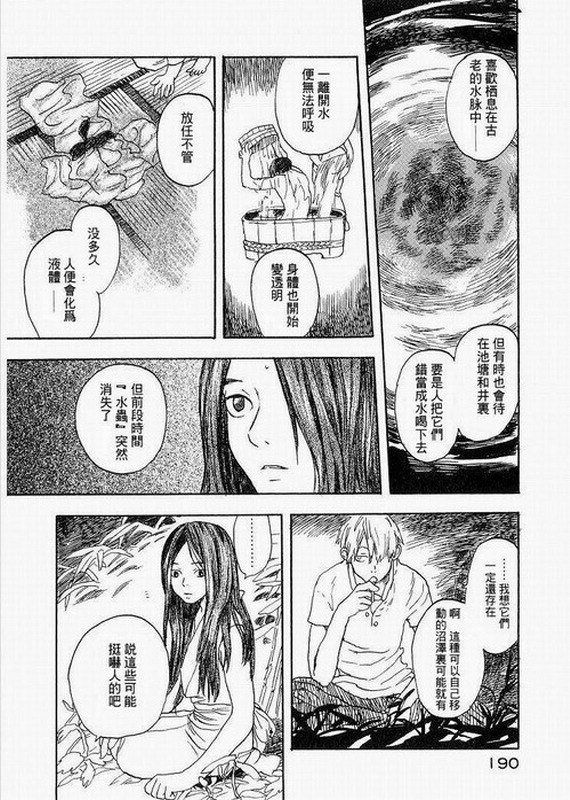 喜歡栖息在古
老的水脉中──
但有時也會待
在池塘和井裏
要是人把它們
錯當成水喝下去
一離開水
便無法呼吸
身體也開始
變透明
放任不管
没多久
人便會化爲
液體──
但前段時間
『水蟲』突然
消失了
……我想它們
一定還存在
啊 這種可以自己移
動的沼澤裏可能就有
………
説這些可能
挺嚇人的吧
190